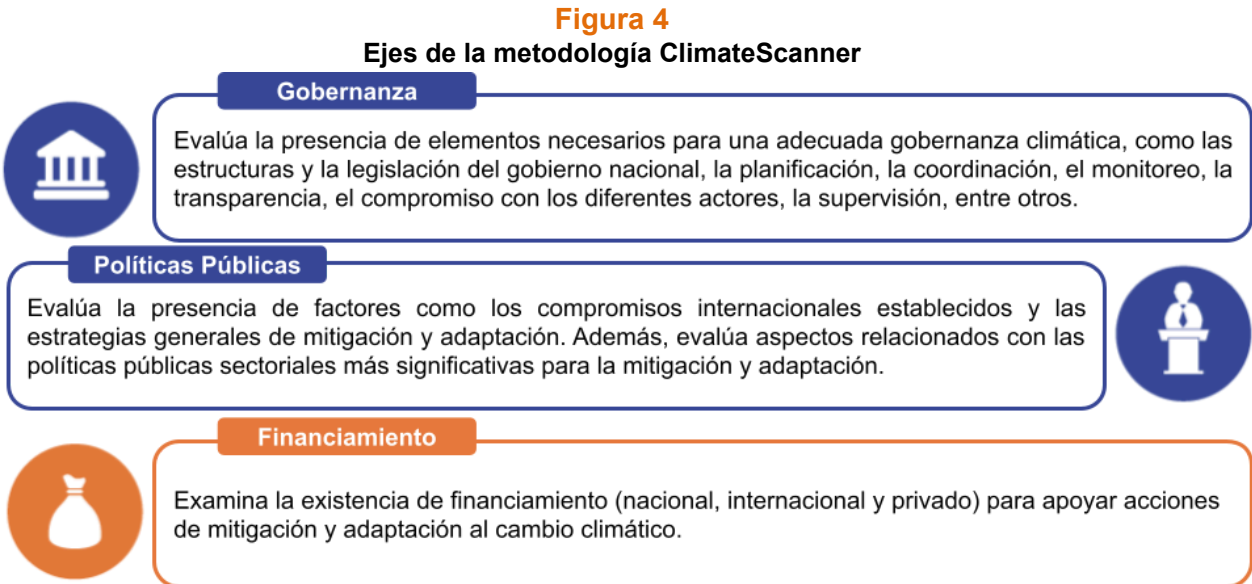 Figura 4
Ejes de la metodología ClimateScanner
Gobernanza
Evalúa la presencia de elementos necesarios para una adecuada gobernanza climática, como las
estructuras y la legislación del gobierno nacional, la planificación, la coordinación, el monitoreo, la
transparencia, el compromiso con los diferentes actores, la supervisión, entre otros.
Políticas Públicas
Evalúa la presencia de factores como los compromisos internacionales establecidos y las
estrategias generales de mitigación y adaptación. Además, evalúa aspectos relacionados con las
políticas públicas sectoriales más significativas para la mitigación y adaptación.
Financiamiento
Examina la existencia de financiamiento (nacional, internacional y privado) para apoyar acciones
de mitigación y adaptación al cambio climático.